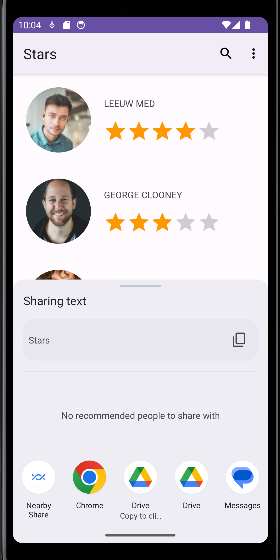 10:04
Stars
LEEUW MED
GEORGE CLOONEY
Sharing text
Stars
No recommended people to share with
Nearby Share
Chrome
Drive
Copy to cli...
Drive
Messages